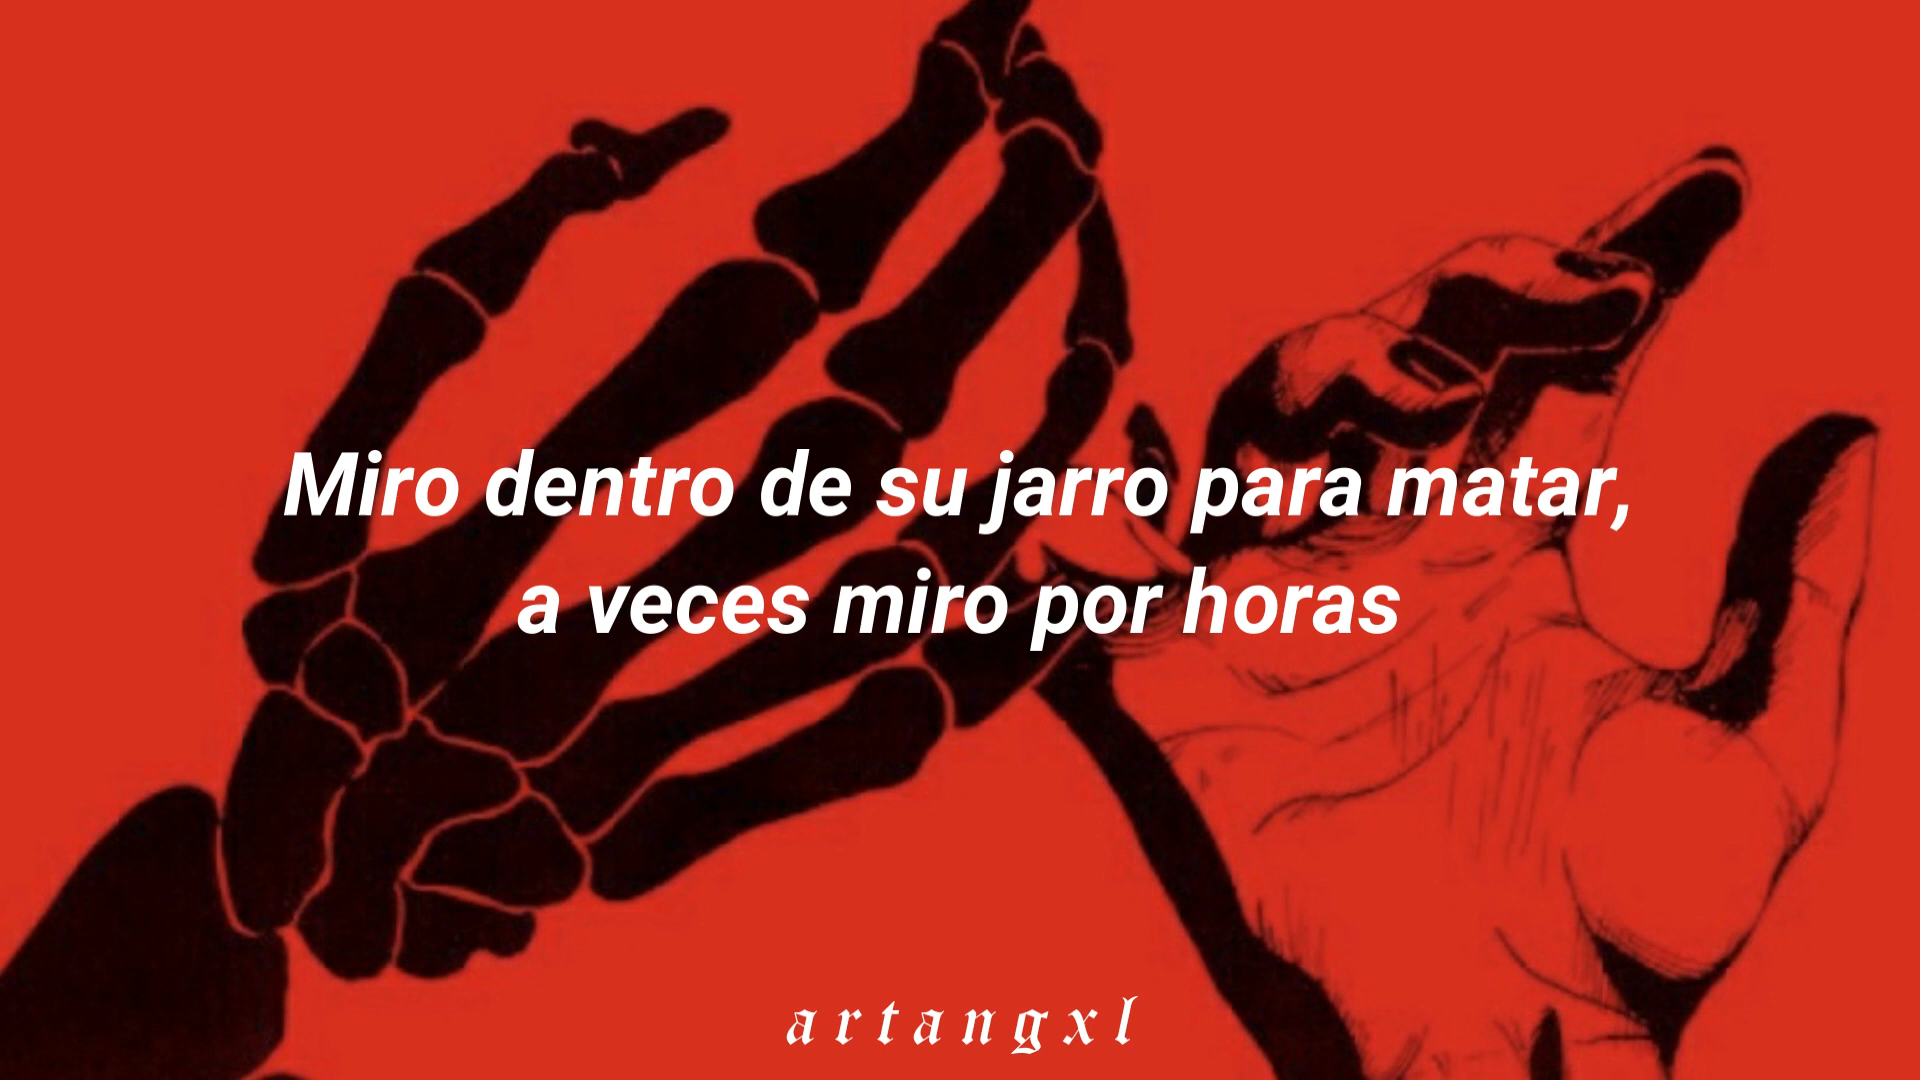 Miro dentro de su jarro para matar,
a veces miro por horas
artangxl